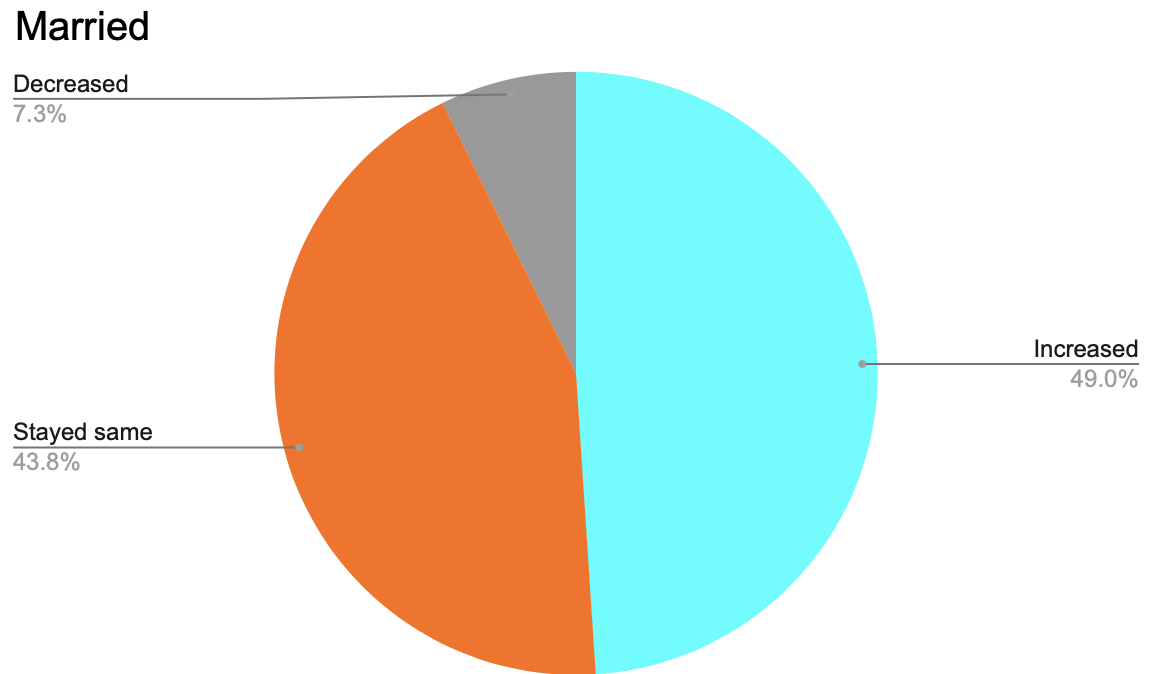 Married
Decreased
7.3%
Increased
49.0%
Stayed same
43.8%